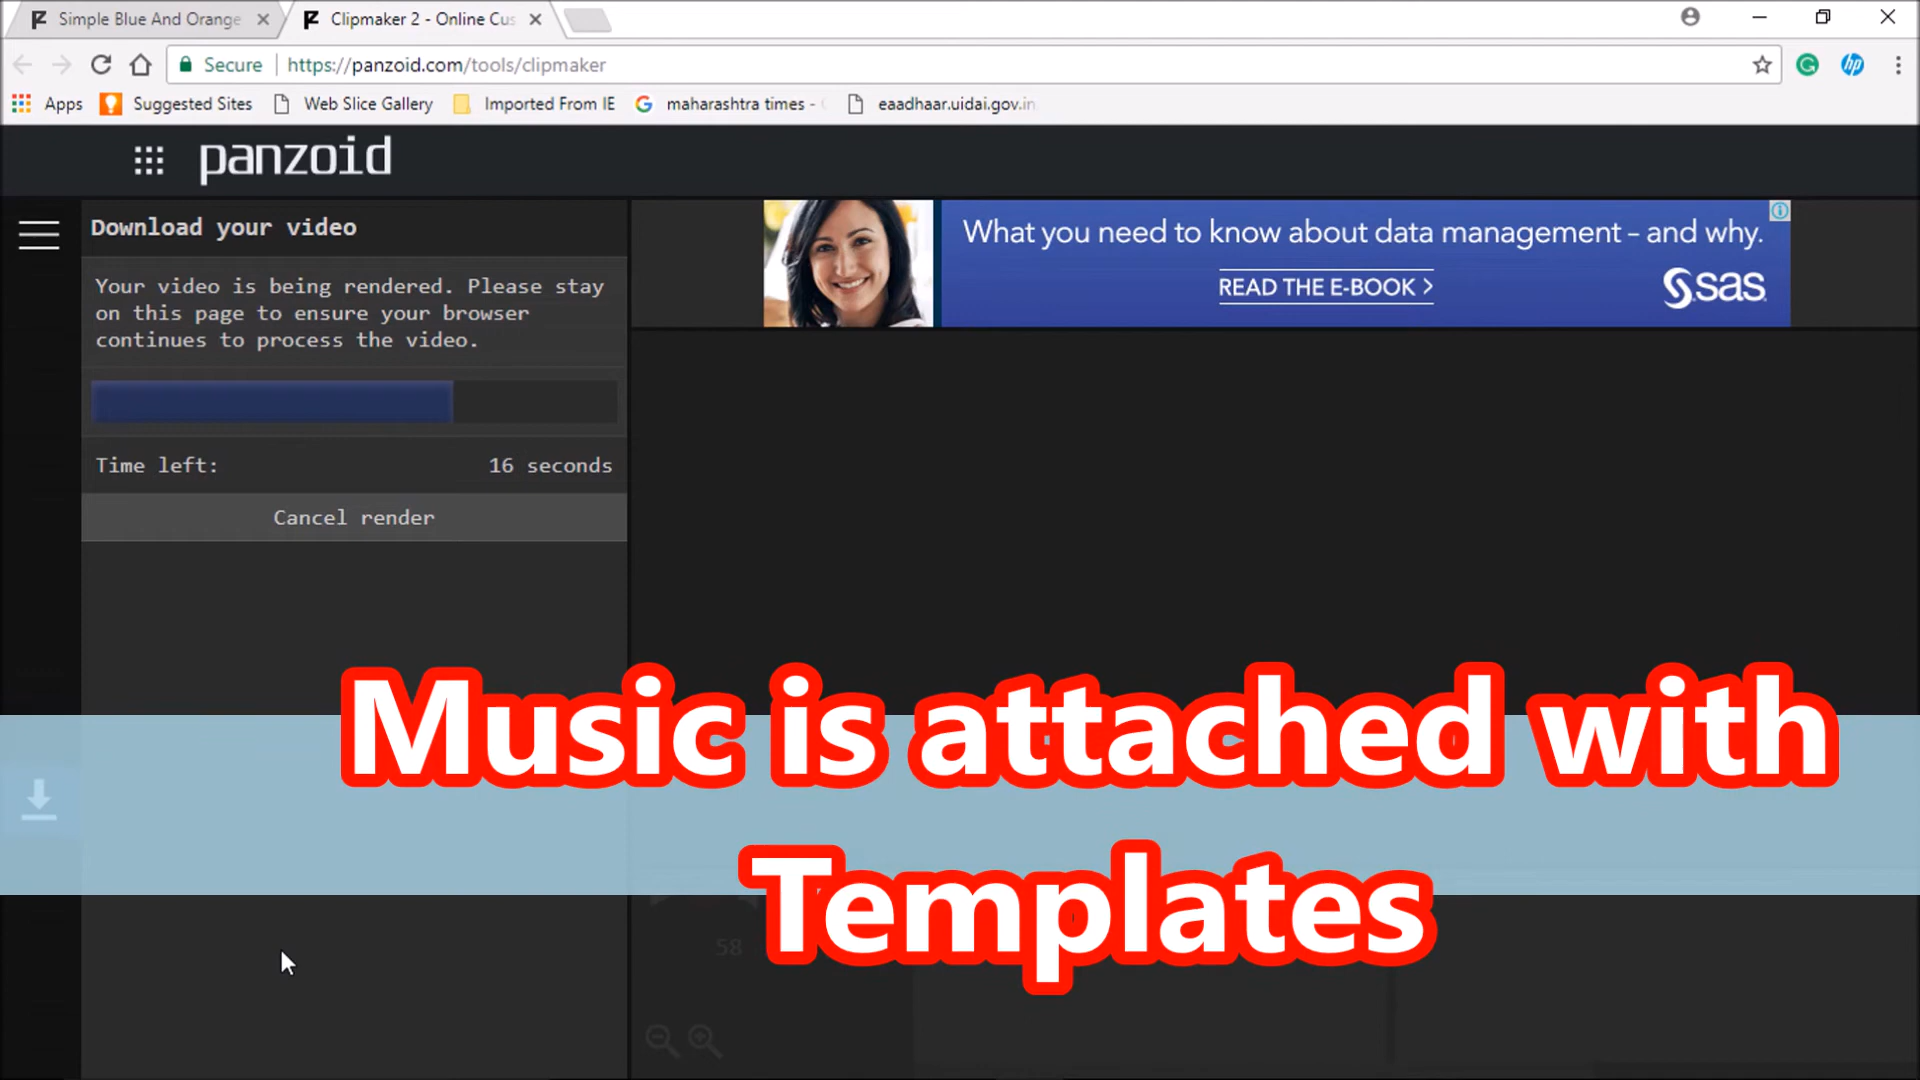 Simple Blue And Orange
Clipmaker 2 - Online Cus
Secure
https://panzoid.com/tools/clipmaker
Apps
Suggested Sites
Web Slice Gallery
Imported From IE
maharashtra times -
eaadhaar.uidai.gov.in
hp
panzoid
Download your video
Your video is being rendered. Please stay
on this page to ensure your browser
continues to process the video.
Time left: 16 seconds
Cancel render
What you need to know about data management – and why.
READ THE E-BOOK >
sas
Music is attached with
Templates
58